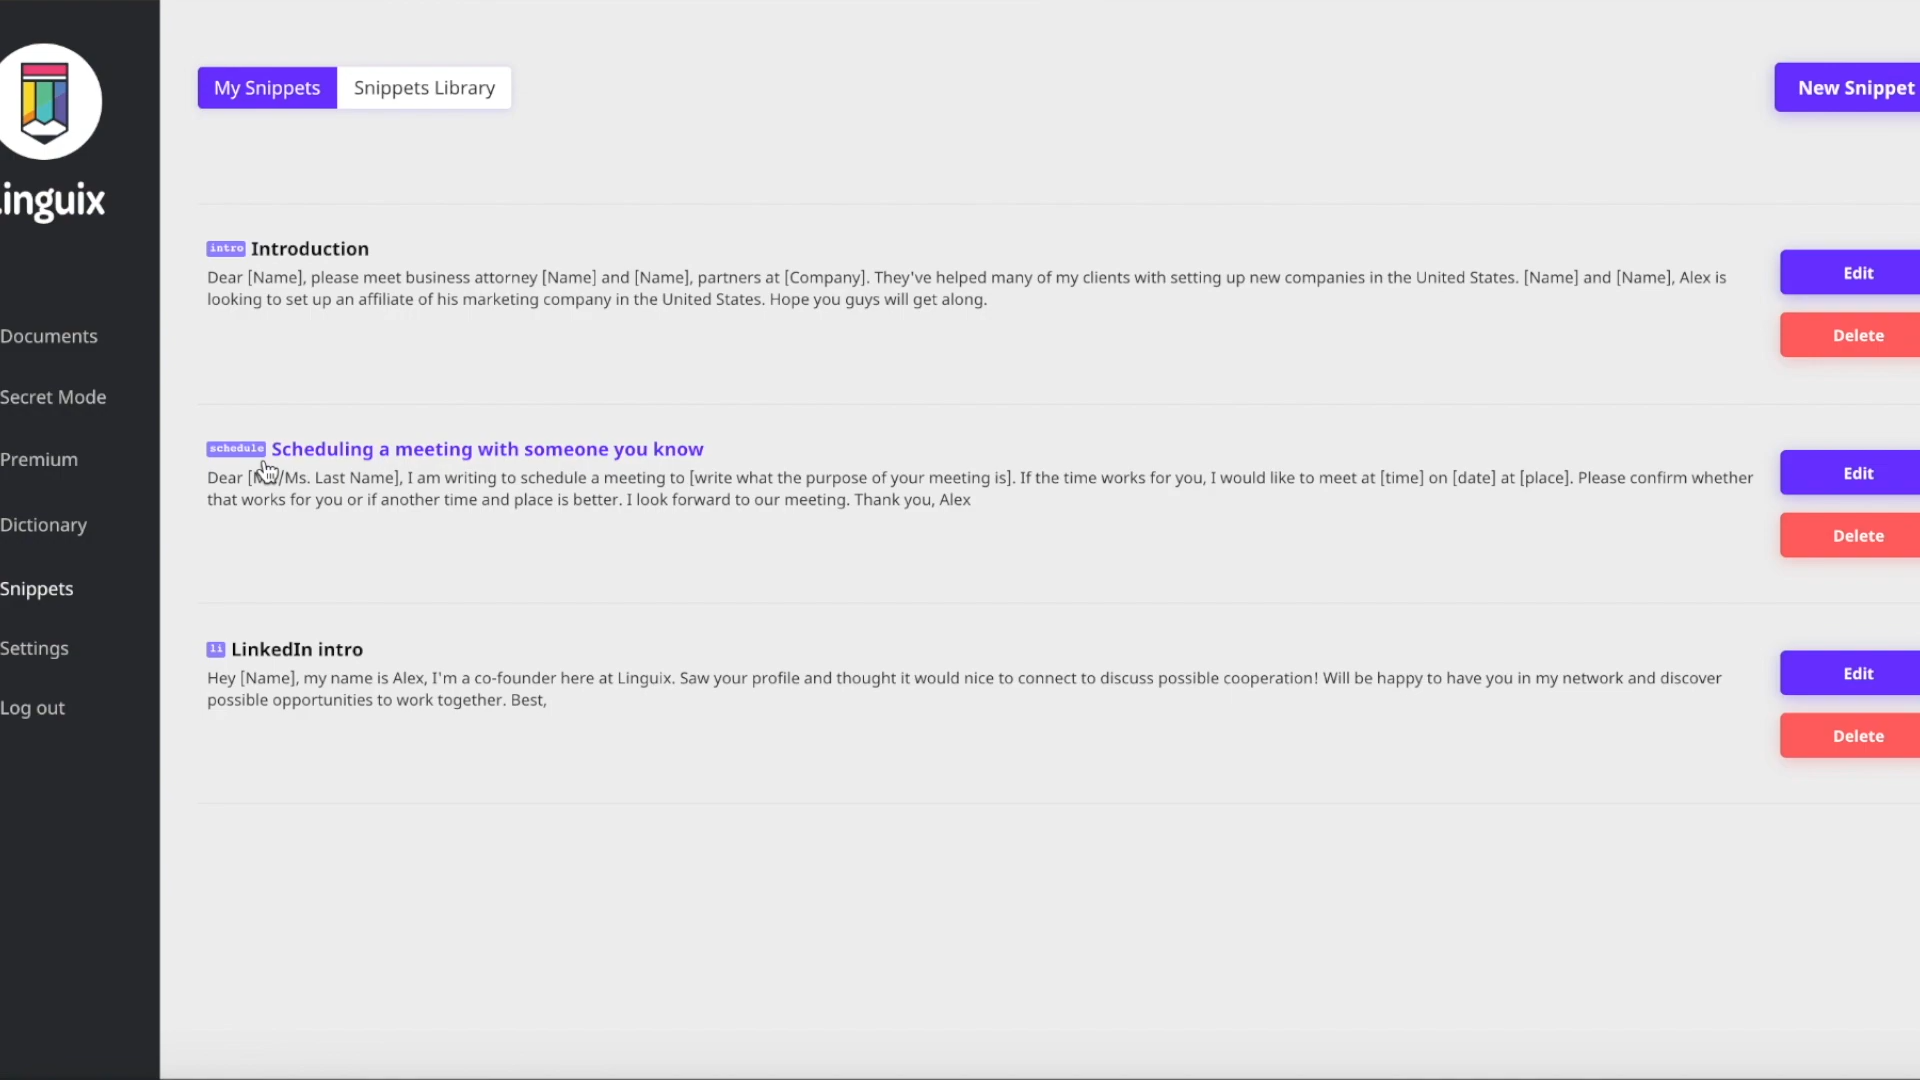 inguix
Documents
Secret Mode
Premium
Dictionary
Snippets
Settings
Log out
My Snippets Snippets Library
New Snippet
intro Introduction
Dear [Name], please meet business attorney [Name] and [Name], partners at [Company]. They've helped many of my clients with setting up new companies in the United States. [Name] and [Name], Alex is
looking to set up an affiliate of his marketing company in the United States. Hope you guys will get along.
Edit
Delete
schedule Scheduling a meeting with someone you know
Dear [/Ms. Last Name], I am writing to schedule a meeting to [write what the purpose of your meeting is]. If the time works for you, I would like to meet at [time] on [date] at [place]. Please confirm whether
that works for you or if another time and place is better. I look forward to our meeting. Thank you, Alex
Edit
Delete
li LinkedIn intro
Hey [Name], my name is Alex, I'm a co-founder here at Linguix. Saw your profile and thought it would nice to connect to discuss possible cooperation! Will be happy to have you in my network and discover
possible opportunities to work together. Best,
Edit
Delete